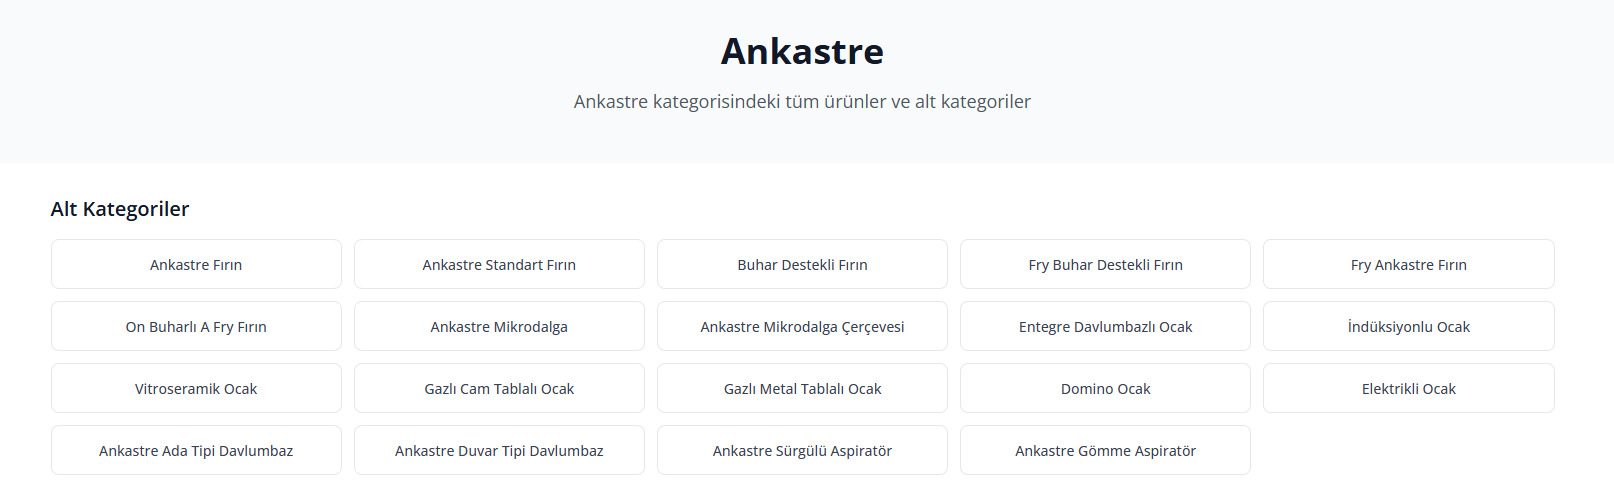 Ankastre
Ankastre kategorisindeki tüm ürünler ve alt kategoriler
Alt Kategoriler
Ankastre Fırın
Ankastre Standart Fırın
Buhar Destekli Fırın
Fry Buhar Destekli Fırın
Fry Ankastre Fırın
On Buharlı A Fry Fırın
Ankastre Mikrodalga
Ankastre Mikrodalga Çerçevesi
Entegre Davlumbazlı Ocak
İndüksiyonlu Ocak
Vitroseramik Ocak
Gazlı Cam Tablalı Ocak
Gazlı Metal Tablalı Ocak
Domino Ocak
Elektrikli Ocak
Ankastre Ada Tipi Davlumbaz
Ankastre Duvar Tipi Davlumbaz
Ankastre Sürgülü Aspiratör
Ankastre Gömme Aspiratör